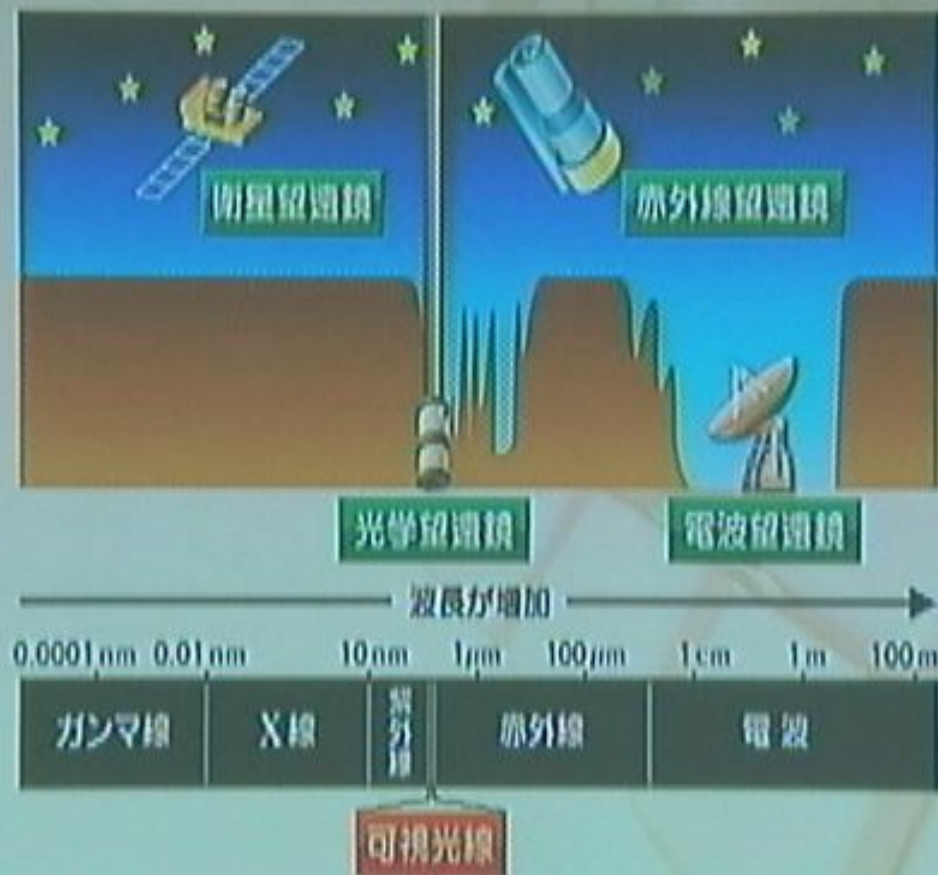 衛星望遠鏡
赤外線望遠鏡
光学望遠鏡
電波望遠鏡
波長が増加
0.0001nm 0.01nm 10nm 1μm 100μm 1cm 1m 100m
ガンマ線 X線 紫外線 赤外線 電波
可視光線